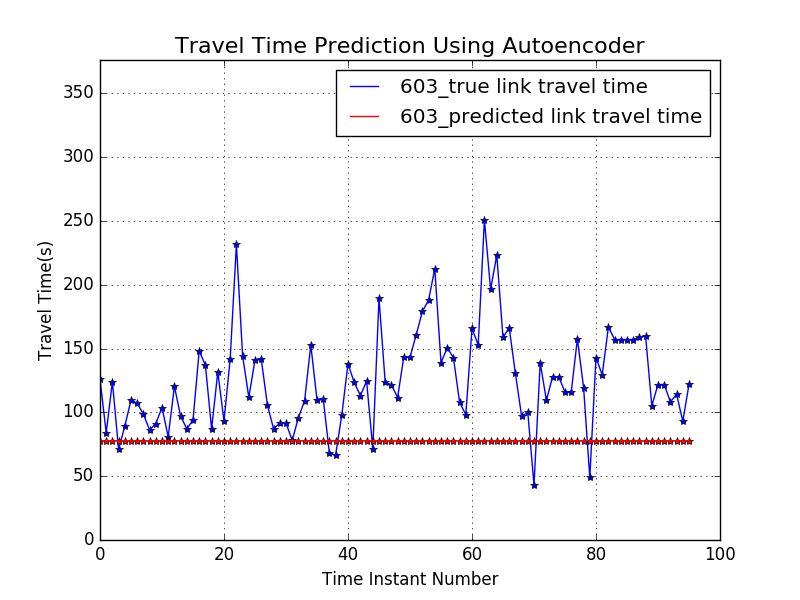 Travel Time Prediction Using Autoencoder
603_true link travel time
603_predicted link travel time
350
300
250
200
150
100
50
0
Travel Time(s)
0 20 40 60 80 100
Time Instant Number